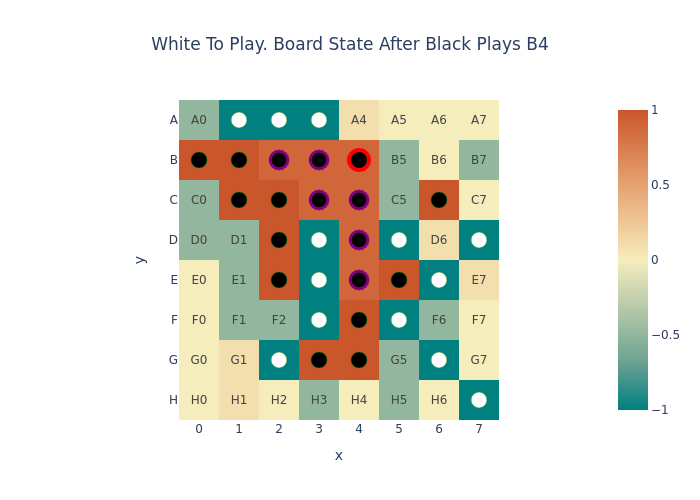 White To Play. Board State After Black Plays B4
A A0 A4 A5 A6 A7
B B5 B6 B7
C C0 C5 C7
D D0 D1 D6
E E0 E1 E7
F F0 F1 F2 F6 F7
G G0 G1 G5 G7
H H0 H1 H2 H3 H4 H5 H6
0 1 2 3 4 5 6 7
x
y
1
0.5
0
−0.5
−1